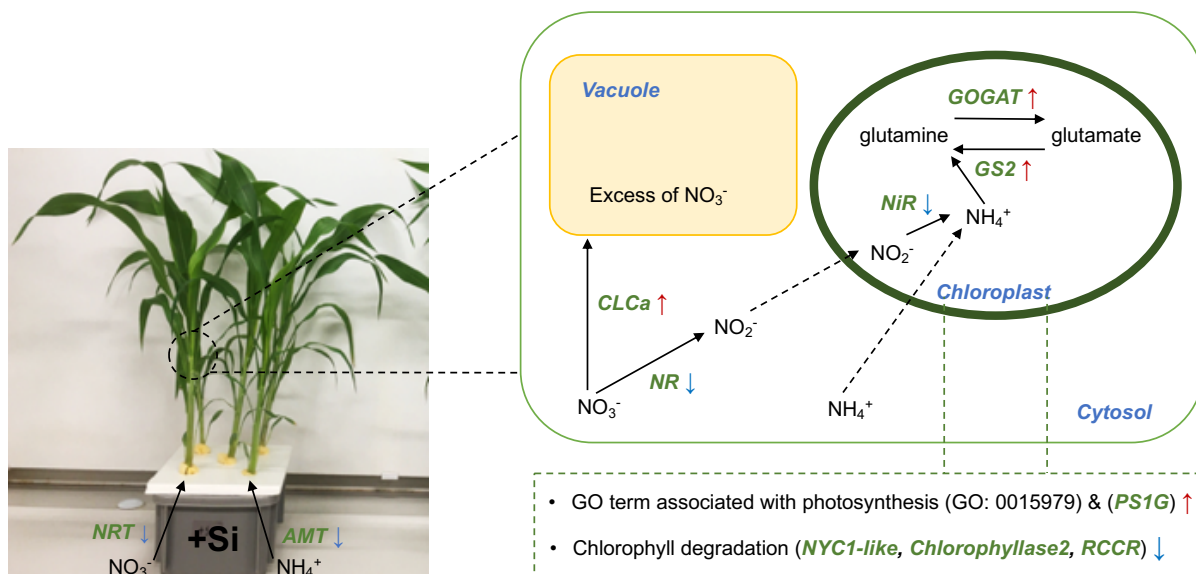 Vacuole
Excess of NO₃⁻
GOGAT ↑
glutamine
glutamate
GS2 ↑
NiR ↓
NH₄⁺
NO₂⁻
Chloroplast
CLCa ↑
NO₂⁻
NR ↓
NO₃⁻
NH₄⁺
Cytosol
NRT ↓
+Si
AMT ↓
NO₃⁻
NH₄⁺
• GO term associated with photosynthesis (GO: 0015979) & (PS1G) ↑
• Chlorophyll degradation (NYC1-like, Chlorophyllase2, RCCR) ↓